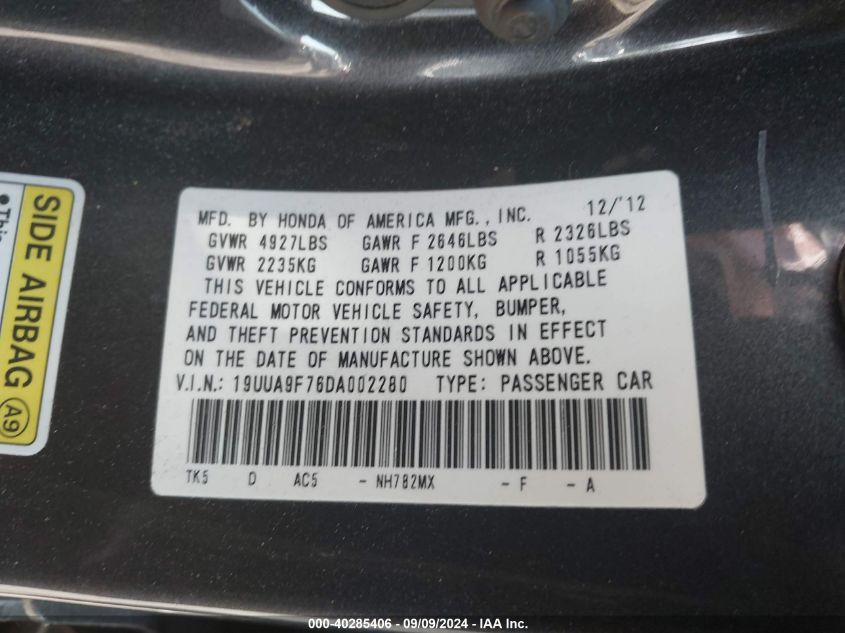 MFD. BY HONDA OF AMERICA MFG., INC. 12/'12
GVWR 4927LBS GAWR F 2646LBS R 2326LBS
GVWR 2235KG GAWR F 1200KG R 1055KG
THIS VEHICLE CONFORMS TO ALL APPLICABLE
FEDERAL MOTOR VEHICLE SAFETY, BUMPER,
AND THEFT PREVENTION STANDARDS IN EFFECT
ON THE DATE OF MANUFACTURE SHOWN ABOVE.
V.I.N.: 19UUA9F76DA002280 TYPE: PASSENGER CAR
TK5 D AC5 - NH782MX - F - A
SIDE AIRBAG A9
•This
000-40285406 - 09/09/2024 - IAA Inc.